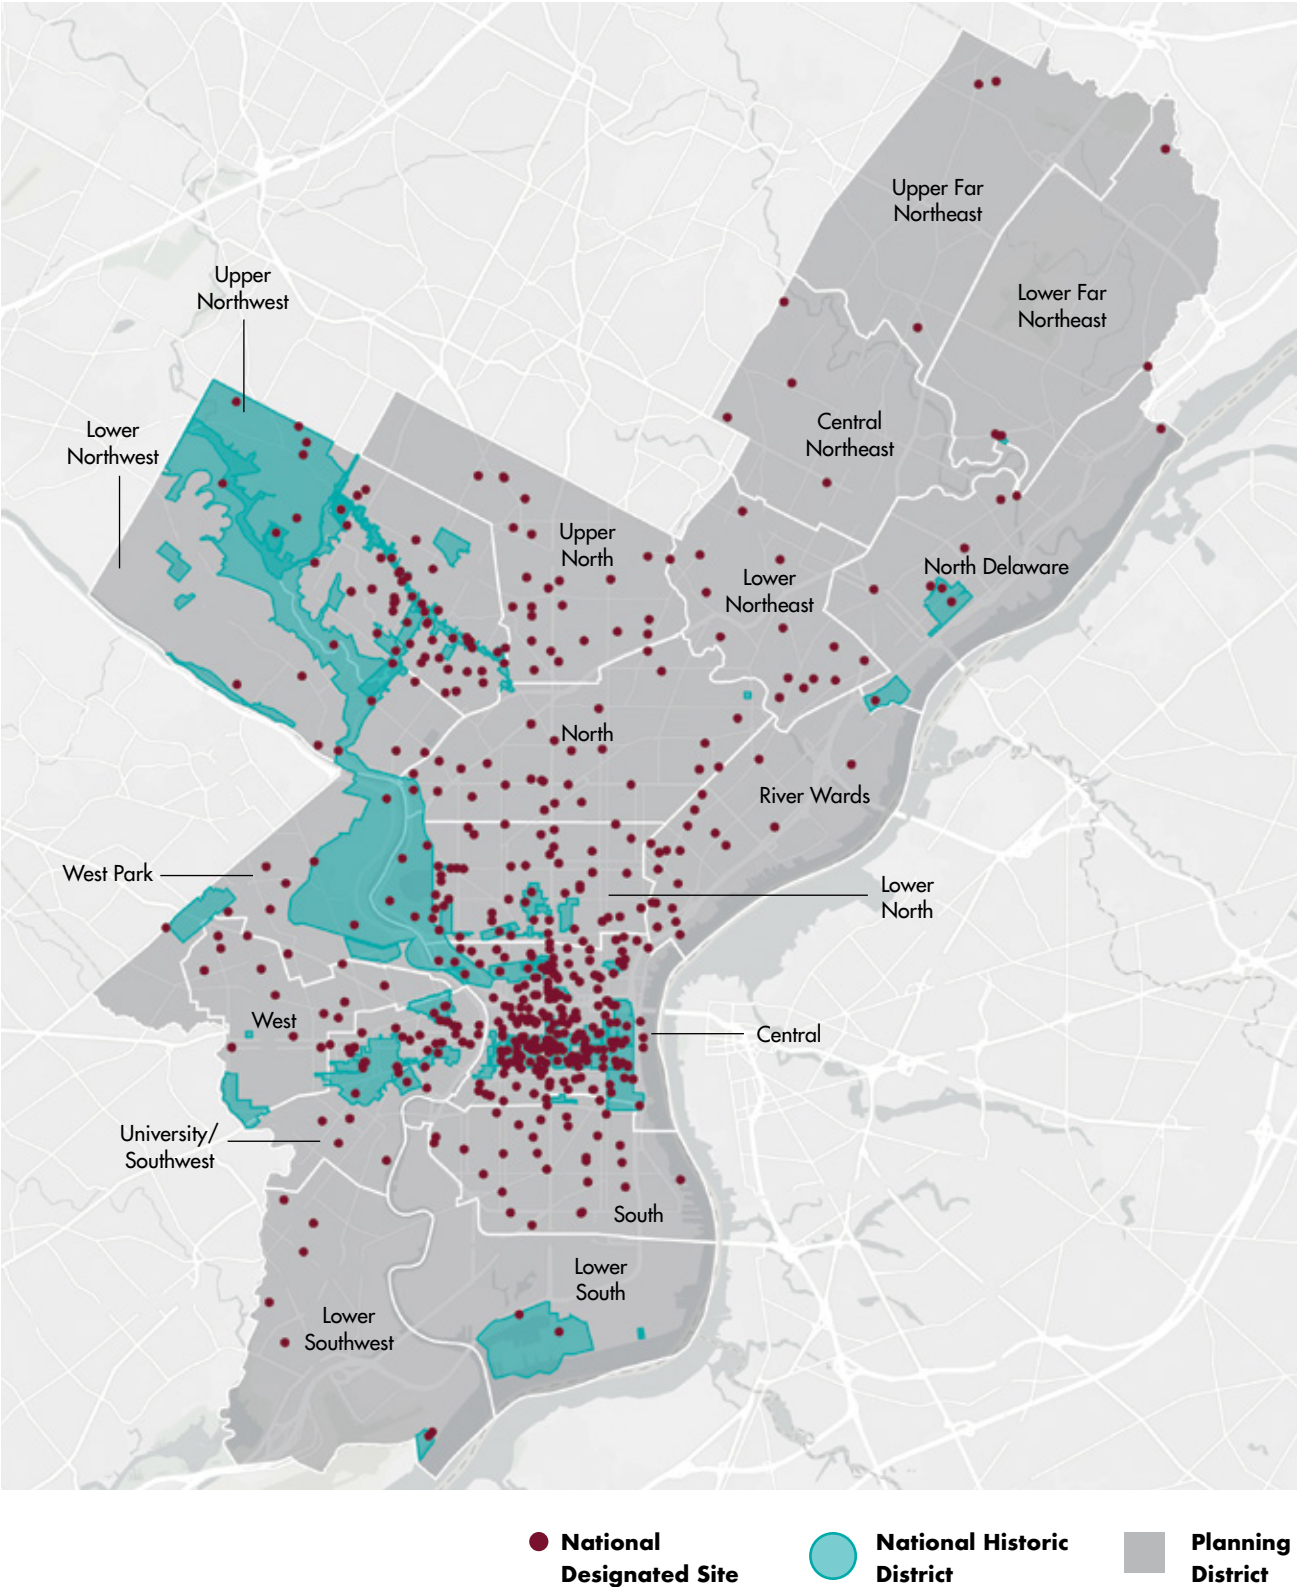 Upper Far
Northeast
Lower Far
Northeast
Upper
Northwest
Central
Northeast
Lower
Northwest
Upper
North
North Delaware
Lower
Northeast
North
River Wards
West Park
Lower
North
West
Central
University/
Southwest
South
Lower
South
Lower
Southwest
National
Designated Site
National Historic
District
Planning
District